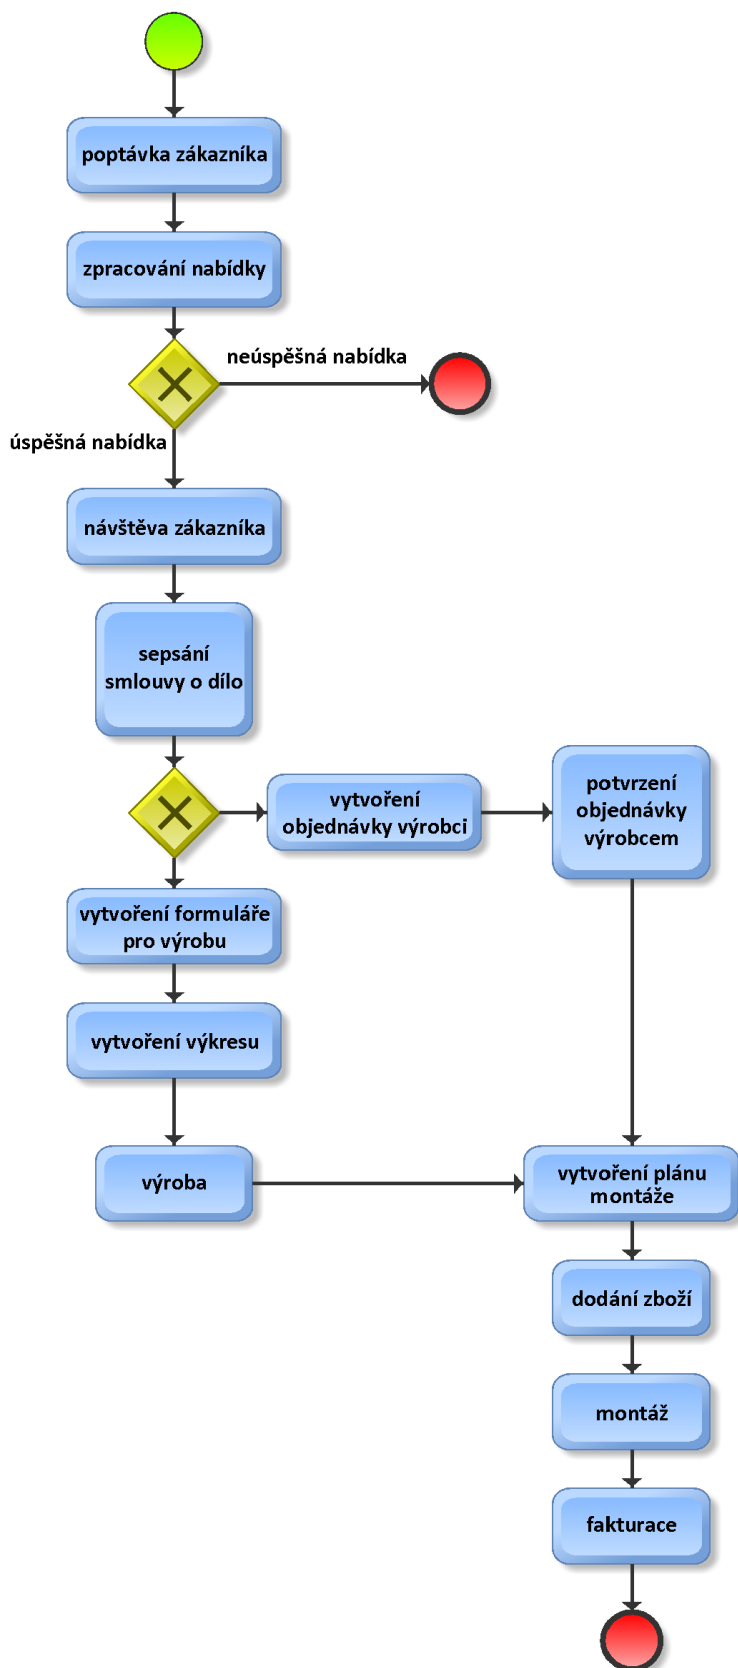 poptávka zákazníka
zpracování nabídky
neúspěšná nabídka
úspěšná nabídka
návštěva zákazníka
sepsání
smlouvy o dílo
vytvoření
objednávky výrobci
potvrzení
objednávky
výrobcem
vytvoření formuláře
pro výrobu
vytvoření výkresu
výroba
vytvoření plánu
montáže
dodání zboží
montáž
fakturace